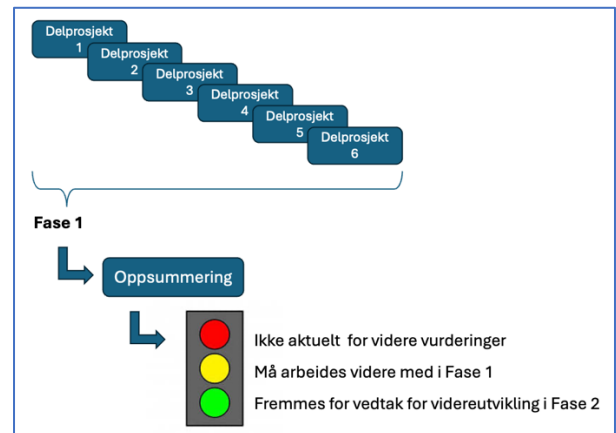 Delprosjekt
1
Delprosjekt
2
Delprosjekt
3
Delprosjekt
4
Delprosjekt
5
Delprosjekt
6
Fase 1
Oppsummering
Ikke aktuelt for videre vurderinger
Må arbeides videre med i Fase 1
Fremmes for vedtak for videreutvikling i Fase 2